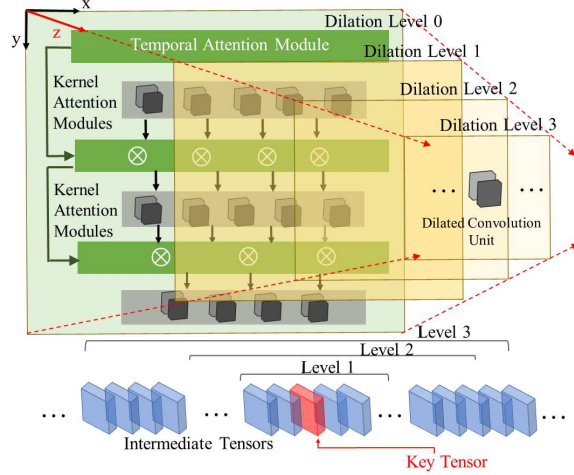 x
Dilation Level 0
y
z
Temporal Attention Module
Dilation Level 1
Kernel
Attention
Modules
Dilation Level 2
Dilation Level 3
Kernel
Attention
Modules
... ...
Dilated Convolution
Unit
Level 3
Level 2
Level 1
... ... ... ...
Intermediate Tensors
Key Tensor